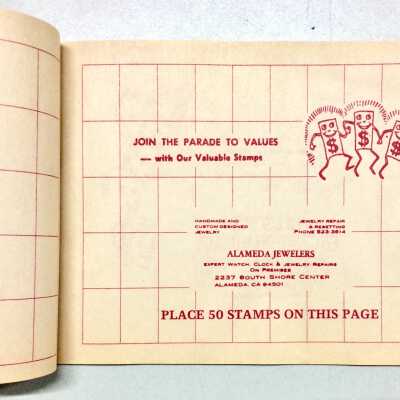 JOIN THE PARADE TO VALUES
— with Our Valuable Stamps
$ $ $
HANDMADE AND
CUSTOM DESIGNED
JEWELRY
JEWELRY REPAIR
& RESETTING
PHONE 523-3614
ALAMEDA JEWELERS
EXPERT WATCH, CLOCK & JEWELRY REPAIRS
ON PREMISES
2237 SOUTH SHORE CENTER
ALAMEDA, CA 94501
PLACE 50 STAMPS ON THIS PAGE